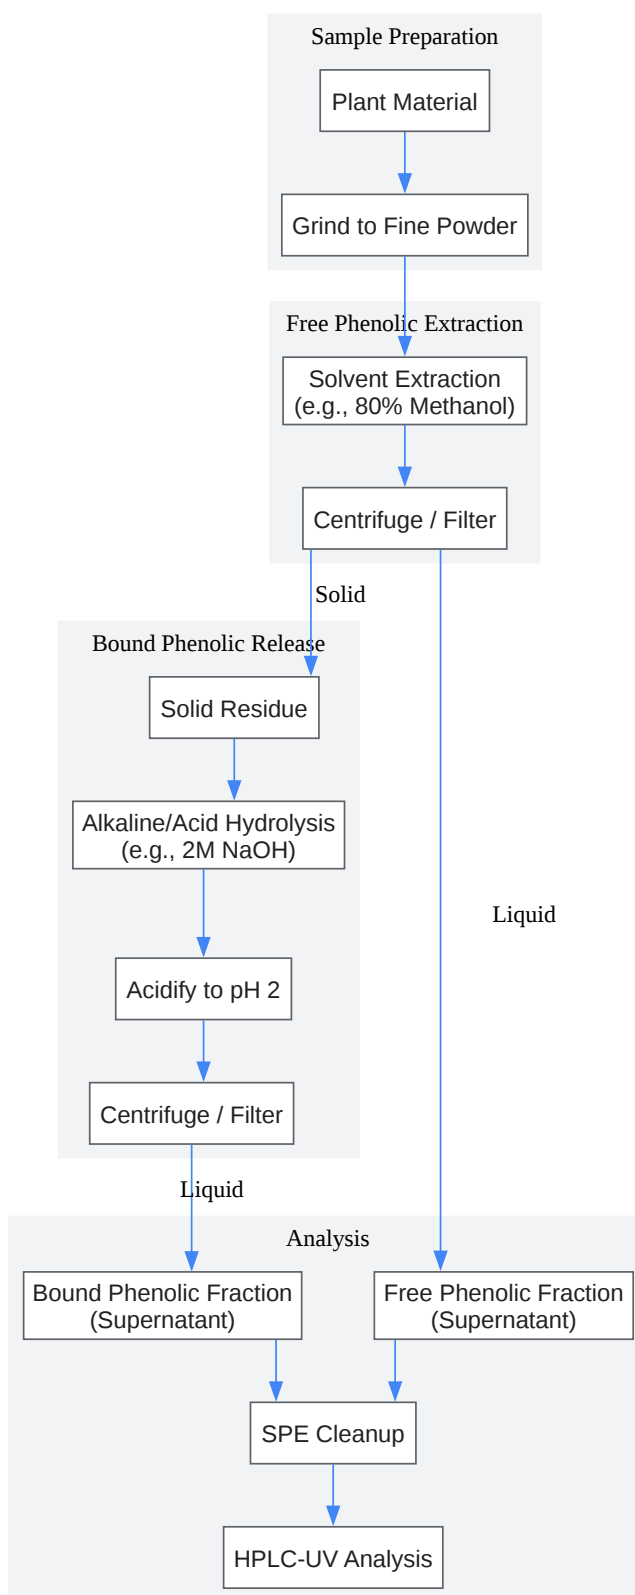 Sample Preparation
Plant Material
Grind to Fine Powder
Free Phenolic Extraction
Solvent Extraction
(e.g., 80% Methanol)
Centrifuge / Filter
Solid
Bound Phenolic Release
Solid Residue
Alkaline/Acid Hydrolysis
(e.g., 2M NaOH)
Liquid
Acidify to pH 2
Centrifuge / Filter
Liquid
Analysis
Bound Phenolic Fraction
(Supernatant)
Free Phenolic Fraction
(Supernatant)
SPE Cleanup
HPLC-UV Analysis